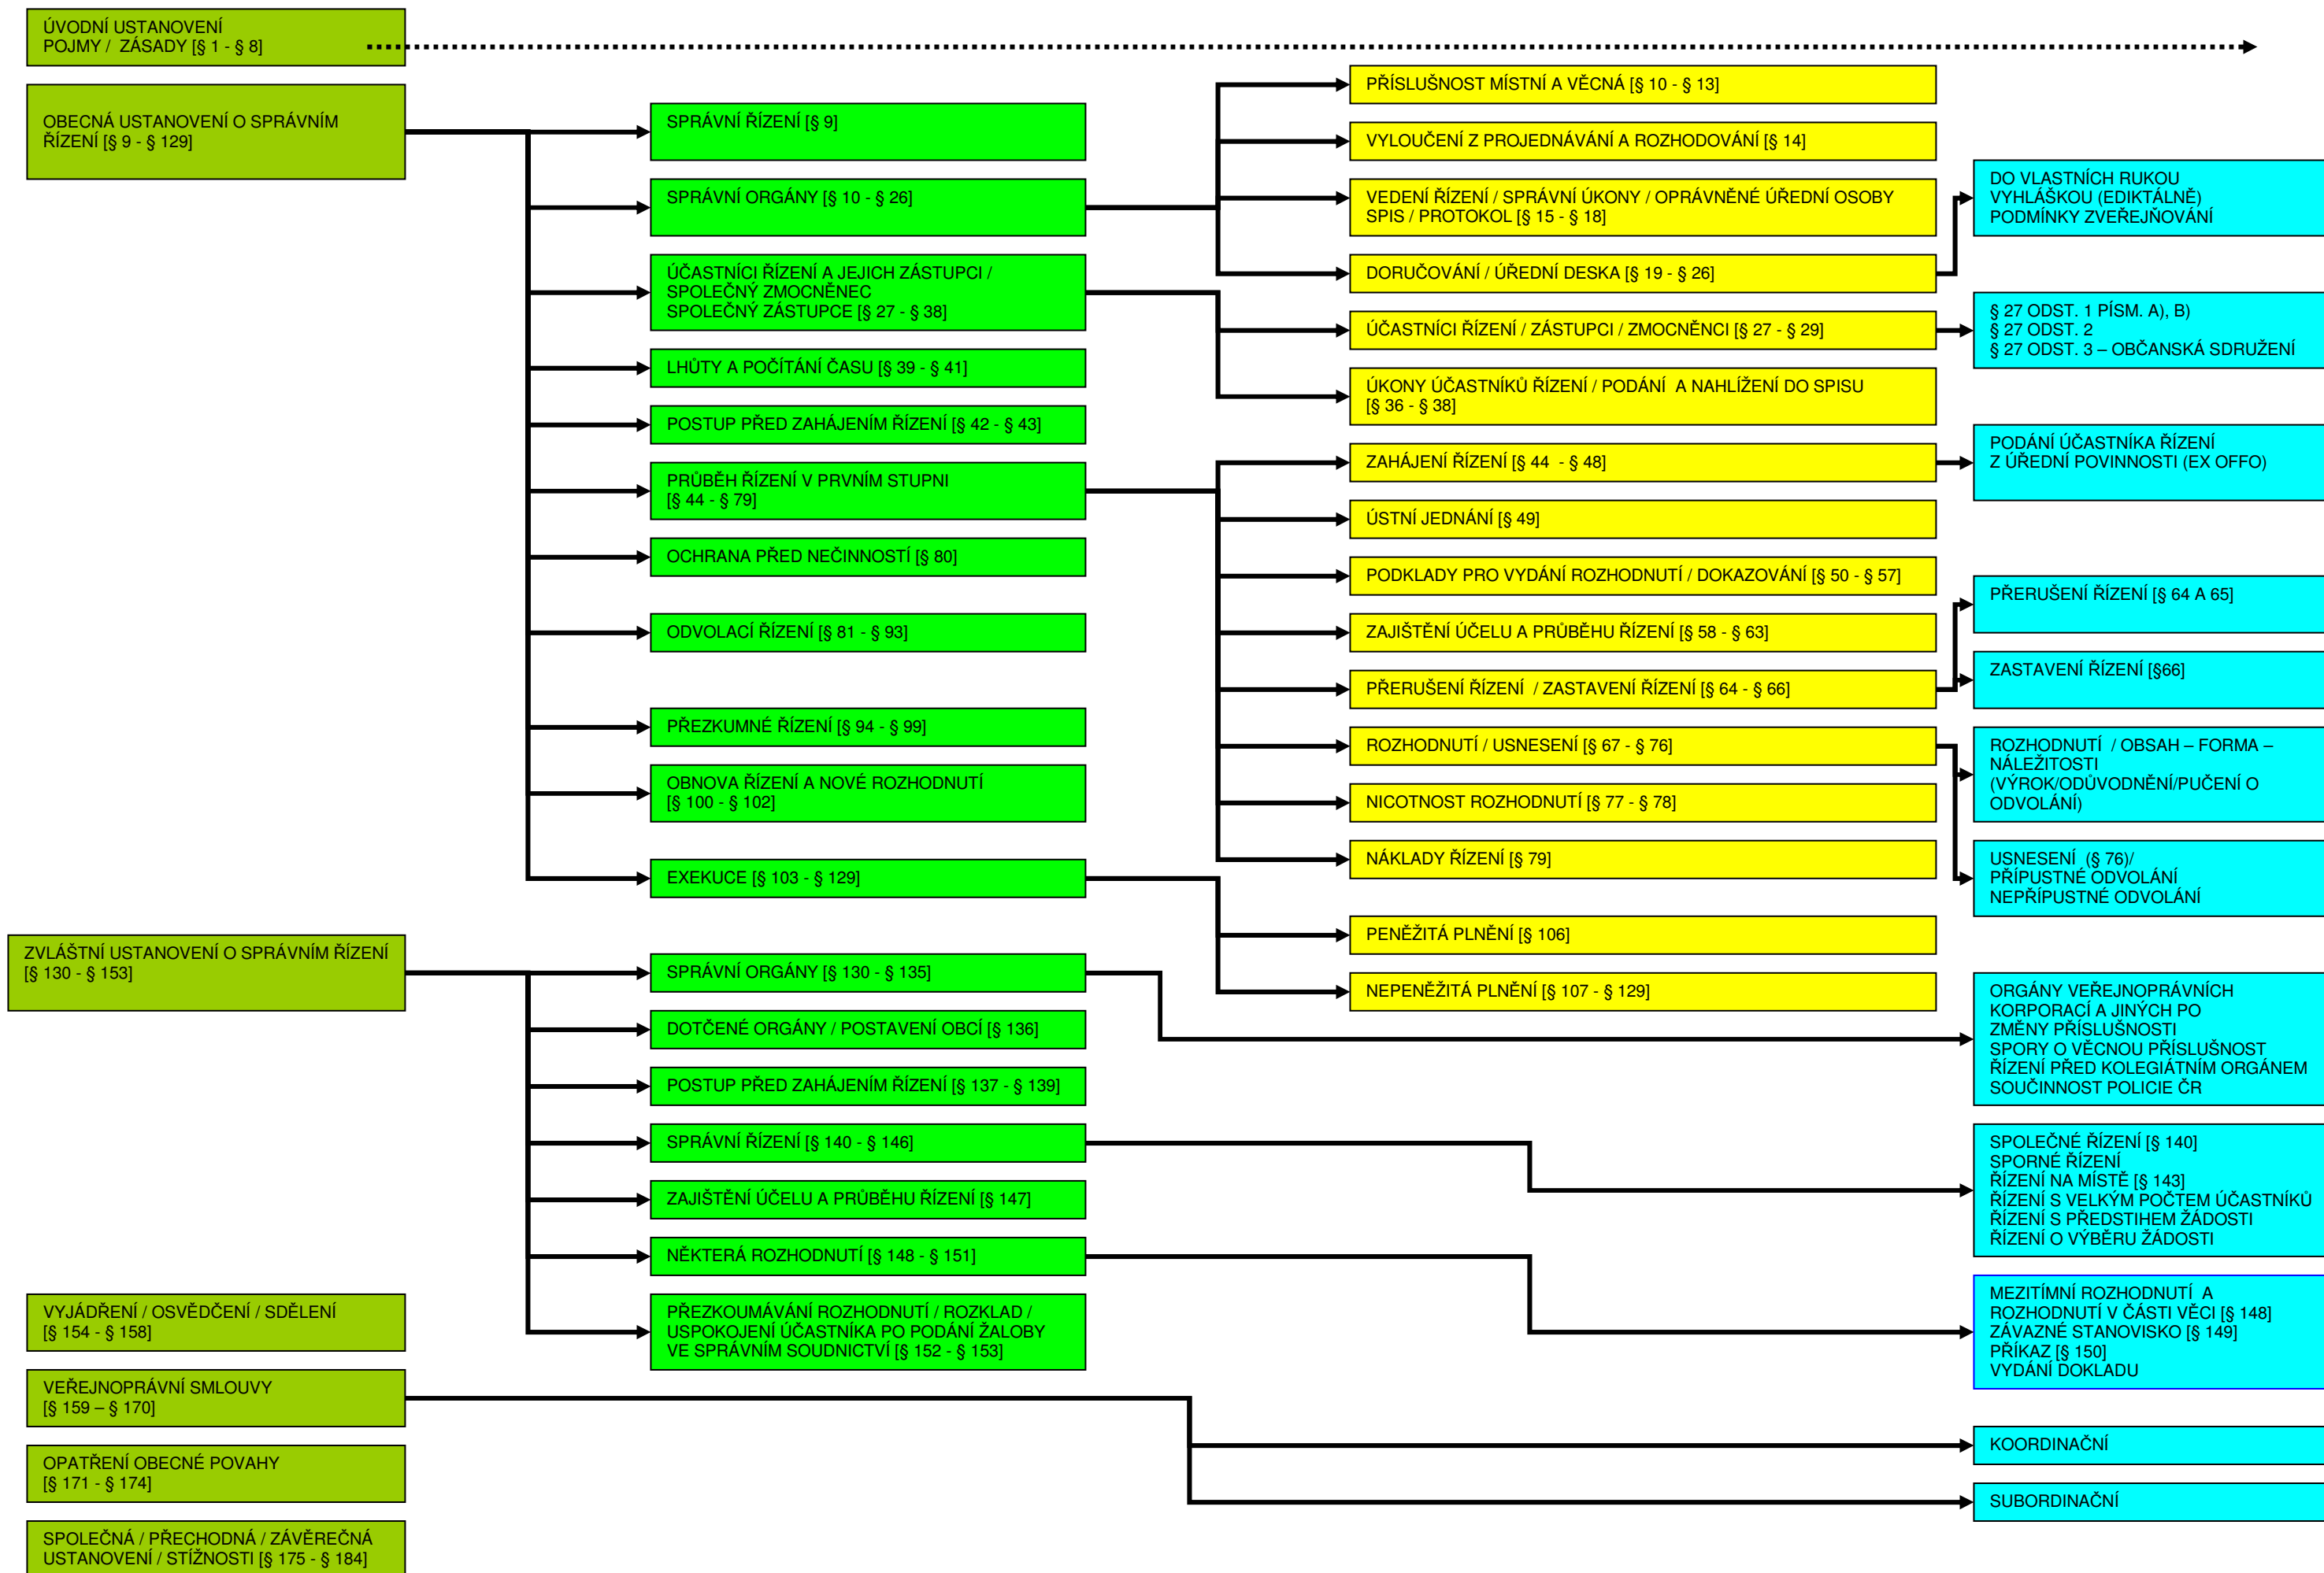 ÚVODNÍ USTANOVENÍ
POJMY / ZÁSADY [§ 1 - § 8]
OBECNÁ USTANOVENÍ O SPRÁVNÍM
ŘÍZENÍ [§ 9 - § 129]
ZVLÁŠTNÍ USTANOVENÍ O SPRÁVNÍM ŘÍZENÍ
[§ 130 - § 153]
VYJÁDŘENÍ / OSVĚDČENÍ / SDĚLENÍ
[§ 154 - § 158]
VEŘEJNOPRÁVNÍ SMLOUVY
[§ 159 – § 170]
OPATŘENÍ OBECNÉ POVAHY
[§ 171 - § 174]
SPOLEČNÁ / PŘECHODNÁ / ZÁVĚREČNÁ
USTANOVENÍ / STÍŽNOSTI [§ 175 - § 184]
SPRÁVNÍ ŘÍZENÍ [§ 9]
SPRÁVNÍ ORGÁNY [§ 10 - § 26]
ÚČASTNÍCI ŘÍZENÍ A JEJICH ZÁSTUPCI /
SPOLEČNÝ ZMOCNĚNEC
SPOLEČNÝ ZÁSTUPCE [§ 27 - § 38]
LHŮTY A POČÍTÁNÍ ČASU [§ 39 - § 41]
POSTUP PŘED ZAHÁJENÍM ŘÍZENÍ [§ 42 - § 43]
PRŮBĚH ŘÍZENÍ V PRVNÍM STUPNI
[§ 44 - § 79]
OCHRANA PŘED NEČINNOSTÍ [§ 80]
ODVOLACÍ ŘÍZENÍ [§ 81 - § 93]
PŘEZKUMNÉ ŘÍZENÍ [§ 94 - § 99]
OBNOVA ŘÍZENÍ A NOVÉ ROZHODNUTÍ
[§ 100 - § 102]
EXEKUCE [§ 103 - § 129]
SPRÁVNÍ ORGÁNY [§ 130 - § 135]
DOTČENÉ ORGÁNY / POSTAVENÍ OBCÍ [§ 136]
POSTUP PŘED ZAHÁJENÍM ŘÍZENÍ [§ 137 - § 139]
SPRÁVNÍ ŘÍZENÍ [§ 140 - § 146]
ZAJIŠTĚNÍ ÚČELU A PRŮBĚHU ŘÍZENÍ [§ 147]
NĚKTERÁ ROZHODNUTÍ [§ 148 - § 151]
PŘEZKOUMÁVÁNÍ ROZHODNUTÍ / ROZKLAD /
USPOKOJENÍ ÚČASTNÍKA PO PODÁNÍ ŽALOBY
VE SPRÁVNÍM SOUDNICTVÍ [§ 152 - § 153]
PŘÍSLUŠNOST MÍSTNÍ A VĚCNÁ [§ 10 - § 13]
VYLOUČENÍ Z PROJEDNÁVÁNÍ A ROZHODOVÁNÍ [§ 14]
VEDENÍ ŘÍZENÍ / SPRÁVNÍ ÚKONY / OPRÁVNĚNÉ ÚŘEDNÍ OSOBY
SPIS / PROTOKOL [§ 15 - § 18]
DORUČOVÁNÍ / ÚŘEDNÍ DESKA [§ 19 - § 26]
ÚČASTNÍCI ŘÍZENÍ / ZÁSTUPCI / ZMOCNĚNCI [§ 27 - § 29]
ÚKONY ÚČASTNÍKŮ ŘÍZENÍ / PODÁNÍ A NAHLÍŽENÍ DO SPISU
[§ 36 - § 38]
ZAHÁJENÍ ŘÍZENÍ [§ 44 - § 48]
ÚSTNÍ JEDNÁNÍ [§ 49]
PODKLADY PRO VYDÁNÍ ROZHODNUTÍ / DOKAZOVÁNÍ [§ 50 - § 57]
ZAJIŠTĚNÍ ÚČELU A PRŮBĚHU ŘÍZENÍ [§ 58 - § 63]
PŘERUŠENÍ ŘÍZENÍ / ZASTAVENÍ ŘÍZENÍ [§ 64 - § 66]
ROZHODNUTÍ / USNESENÍ [§ 67 - § 76]
NICOTNOST ROZHODNUTÍ [§ 77 - § 78]
NÁKLADY ŘÍZENÍ [§ 79]
PENĚŽITÁ PLNĚNÍ [§ 106]
NEPENĚŽITÁ PLNĚNÍ [§ 107 - § 129]
DO VLASTNÍCH RUKOU
VYHLÁŠKOU (EDIKTÁLNĚ)
PODMÍNKY ZVEŘEJŇOVÁNÍ
§ 27 ODST. 1 PÍSM. A), B)
§ 27 ODST. 2
§ 27 ODST. 3 – OBČANSKÁ SDRUŽENÍ
PODÁNÍ ÚČASTNÍKA ŘÍZENÍ
Z ÚŘEDNÍ POVINNOSTI (EX OFFO)
PŘERUŠENÍ ŘÍZENÍ [§ 64 A 65]
ZASTAVENÍ ŘÍZENÍ [§66]
ROZHODNUTÍ / OBSAH – FORMA –
NÁLEŽITOSTI
(VÝROK/ODŮVODNĚNÍ/PUČENÍ O
ODVOLÁNÍ)
USNESENÍ (§ 76)/
PŘÍPUSTNÉ ODVOLÁNÍ
NEPŘÍPUSTNÉ ODVOLÁNÍ
ORGÁNY VEŘEJNOPRÁVNÍCH
KORPORACÍ A JINÝCH PO
ZMĚNY PŘÍSLUŠNOSTI
SPORY O VĚCNOU PŘÍSLUŠNOST
ŘÍZENÍ PŘED KOLEGIÁTNÍM ORGÁNEM
SOUČINNOST POLICIE ČR
SPOLEČNÉ ŘÍZENÍ [§ 140]
SPORNÉ ŘÍZENÍ
ŘÍZENÍ NA MÍSTĚ [§ 143]
ŘÍZENÍ S VELKÝM POČTEM ÚČASTNÍKŮ
ŘÍZENÍ S PŘEDSTIHEM ŽÁDOSTI
ŘÍZENÍ O VÝBĚRU ŽÁDOSTI
MEZITÍMNÍ ROZHODNUTÍ A
ROZHODNUTÍ V ČÁSTI VĚCI [§ 148]
ZÁVAZNÉ STANOVISKO [§ 149]
PŘÍKAZ [§ 150]
VYDÁNÍ DOKLADU
KOORDINAČNÍ
SUBORDINAČNÍ